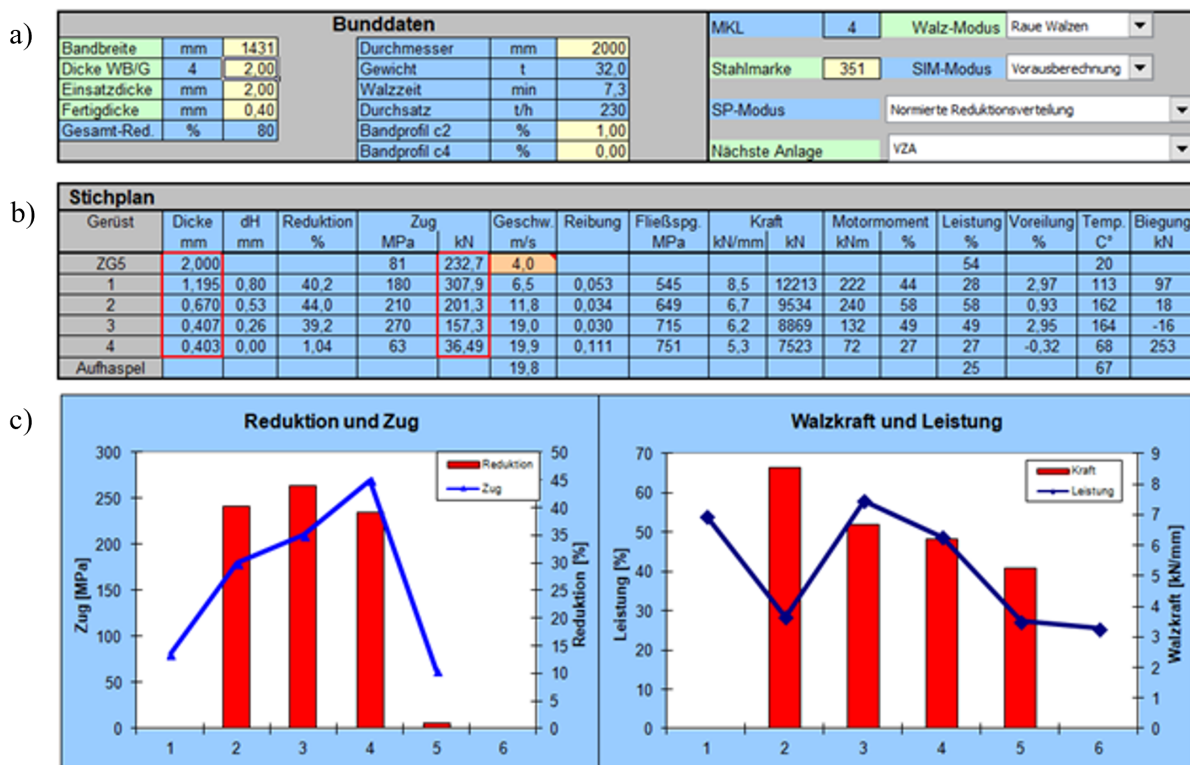 a)
Bunddaten
Bandbreite mm 1431
Dicke WB/G 4 2,00
Einsatzdicke mm 2,00
Fertigdicke mm 0,40
Gesamt-Red. % 80
Durchmesser mm 2000
Gewicht t 32,0
Walzzeit min 7,3
Durchsatz t/h 230
Bandprofil c2 % 1,00
Bandprofil c4 % 0,00
MKL 4 Walz-Modus Raue Walzen
Stahlmarke 351 SIM-Modus Vorausberechnung
SP-Modus Normierte Reduktionsverteilung
Nächste Anlage VZA
b)
Stichplan
Gerüst Dicke dH Reduktion Zug Geschw. Reibung Fließspg. Kraft Motormoment Leistung Voreilung Temp. Biegung
mm mm % MPa kN m/s MPa kN/mm kN kNm % % % C° kN
ZG5 2,000 81 232,7 4,0 54 20
1 1,195 0,80 40,2 180 307,9 6,5 0,053 545 8,5 12213 222 44 28 2,97 113 97
2 0,670 0,53 44,0 210 201,3 11,8 0,034 649 6,7 9534 240 58 58 0,93 162 18
3 0,407 0,26 39,2 270 157,3 19,0 0,030 715 6,2 8869 132 49 49 2,95 164 -16
4 0,403 0,00 1,04 63 36,49 19,9 0,111 751 5,3 7523 72 27 27 -0,32 68 253
Aufhaspel 19,8 25 67
c)
Reduktion und Zug
Reduktion
Zug
Zug [MPa]
300
250
200
150
100
50
0
Reduktion [%]
50
45
40
35
30
25
20
15
10
5
0
1 2 3 4 5 6
Walzkraft und Leistung
Kraft
Leistung
Leistung [%]
70
60
50
40
30
20
10
0
Walzkraft [kN/mm]
9
8
7
6
5
4
3
2
1
0
1 2 3 4 5 6